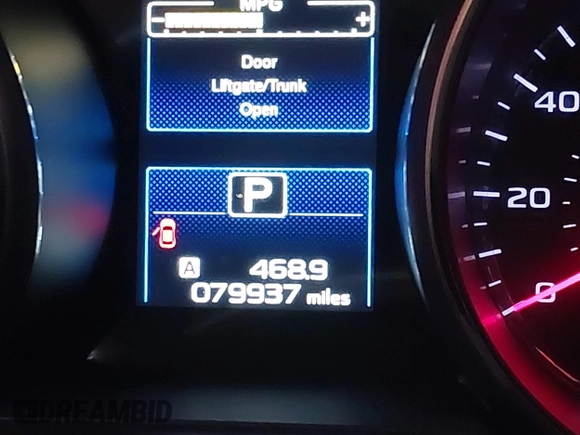 MPG
− +
Door
Liftgate/Trunk
Open
P
A 468.9
079937 miles
40
20
0
DREAMBID